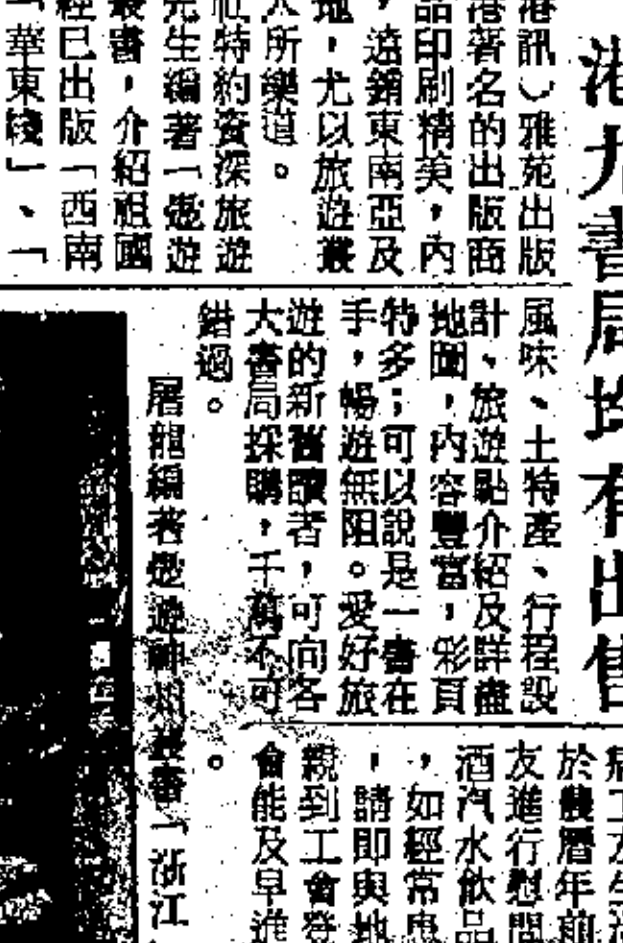 港九書局均有出售
港訊︶雅苑出版
港著名的出版商
品印刷精美，內
，遠銷東南亞及
地，尤以旅遊叢
人所樂道。
社特約資深旅遊
先生編著「遨遊
叢書，介紹祖國
經已出版「西南
「華東綫」、「
風味、土特產、行程設
計、旅遊點介紹及詳盡
地圖，內容豐富，彩頁
特多；可以說是一書在
手，暢遊無阻。愛好旅
遊的新舊讀者，可向各
大書局採購，千萬不可
錯過。
屠龍編著遨遊神州叢書「浙江
於農曆年前
友進行慰問
酒汽水飲品
，如經常患
，請即與地
親到工會登
會能及早進
。